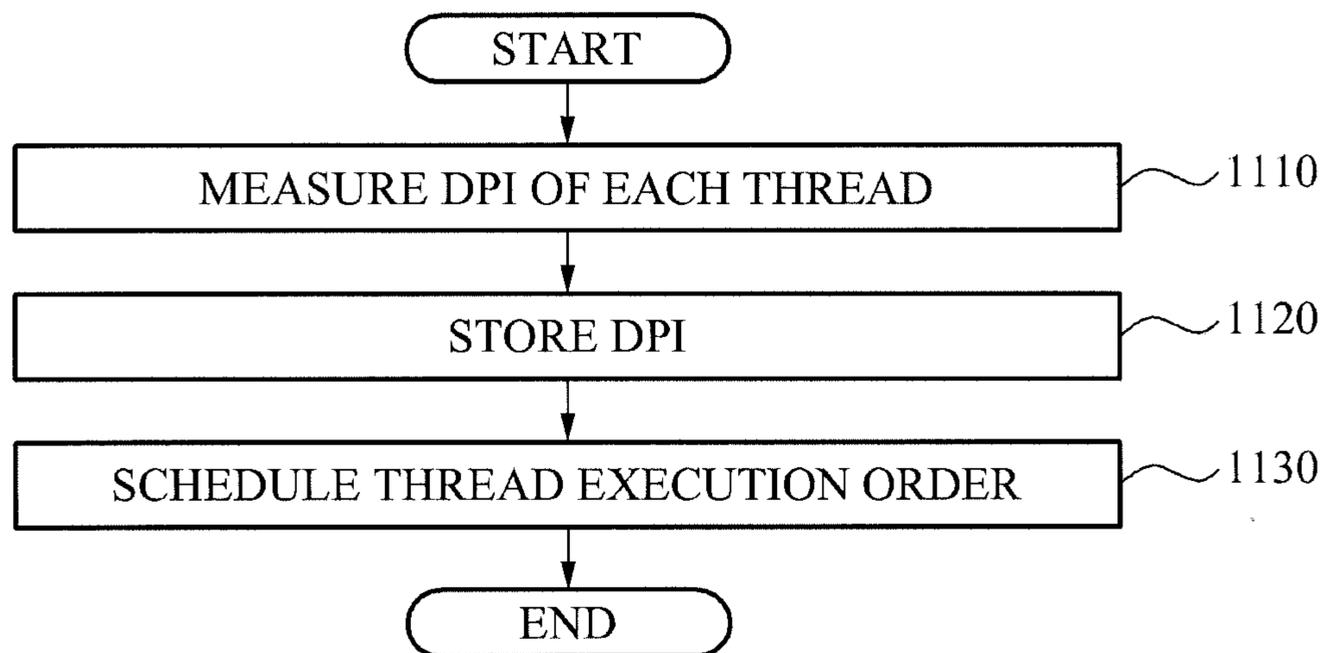 START
MEASURE DPI OF EACH THREAD
1110
STORE DPI
1120
SCHEDULE THREAD EXECUTION ORDER
1130
END